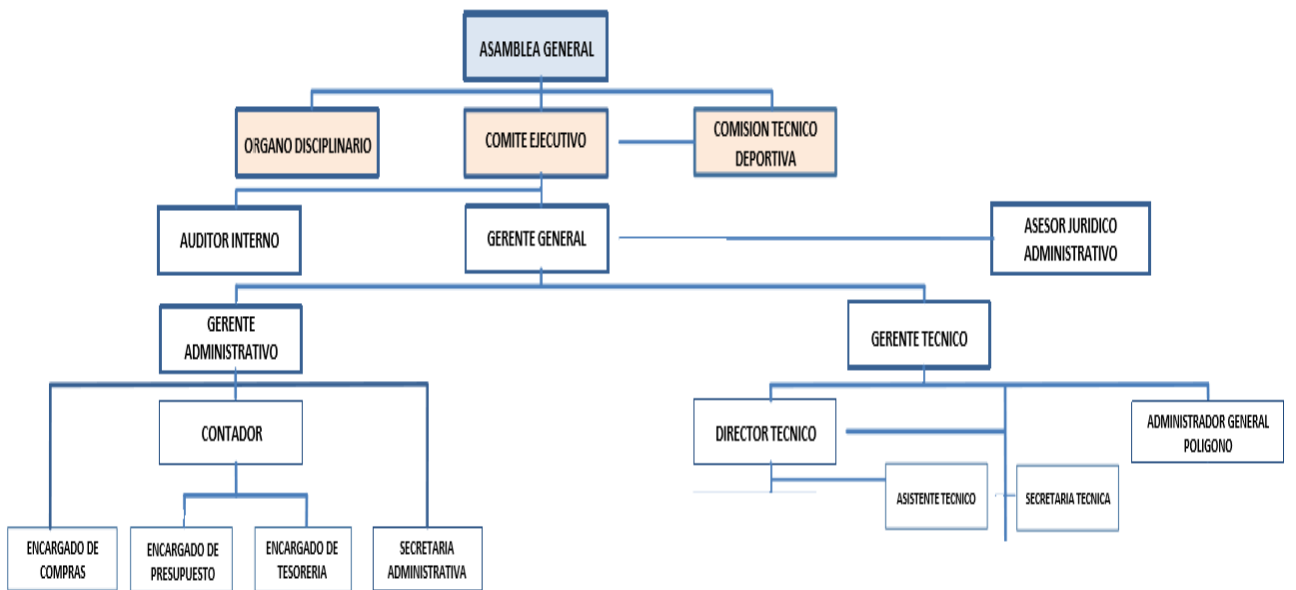 ASAMBLEA GENERAL
ORGANO DISCIPLINARIO
COMITE EJECUTIVO
COMISION TECNICO
DEPORTIVA
AUDITOR INTERNO
GERENTE GENERAL
ASESOR JURIDICO
ADMINISTRATIVO
GERENTE
ADMINISTRATIVO
GERENTE TECNICO
CONTADOR
DIRECTOR TECNICO
ADMINISTRADOR GENERAL
POLIGONO
ASISTENTE TECNICO
SECRETARIA TECNICA
ENCARGADO DE
COMPRAS
ENCARGADO DE
PRESUPUESTO
ENCARGADO DE
TESORERIA
SECRETARIA
ADMINISTRATIVA